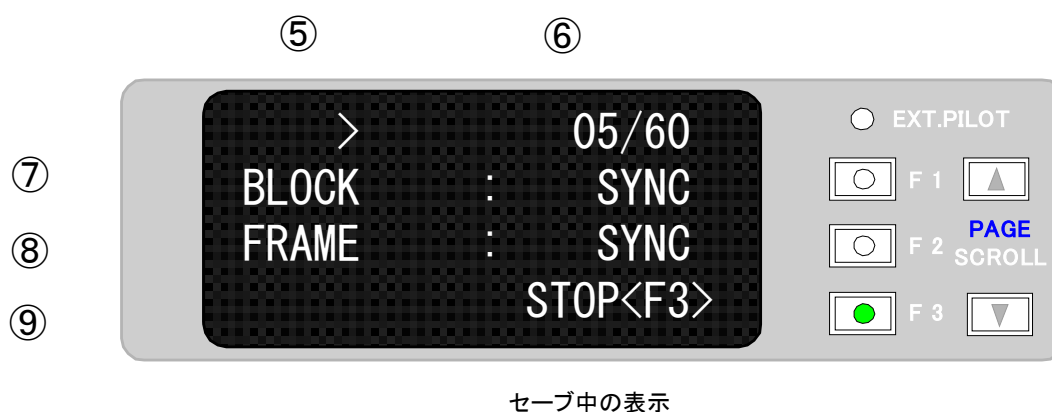 ⑤ ⑥
> 05/60
⑦ BLOCK : SYNC
⑧ FRAME : SYNC
⑨ STOP<F3>
EXT.PILOT
F 1
F 2
PAGE
SCROLL
F 3
セーブ中の表示